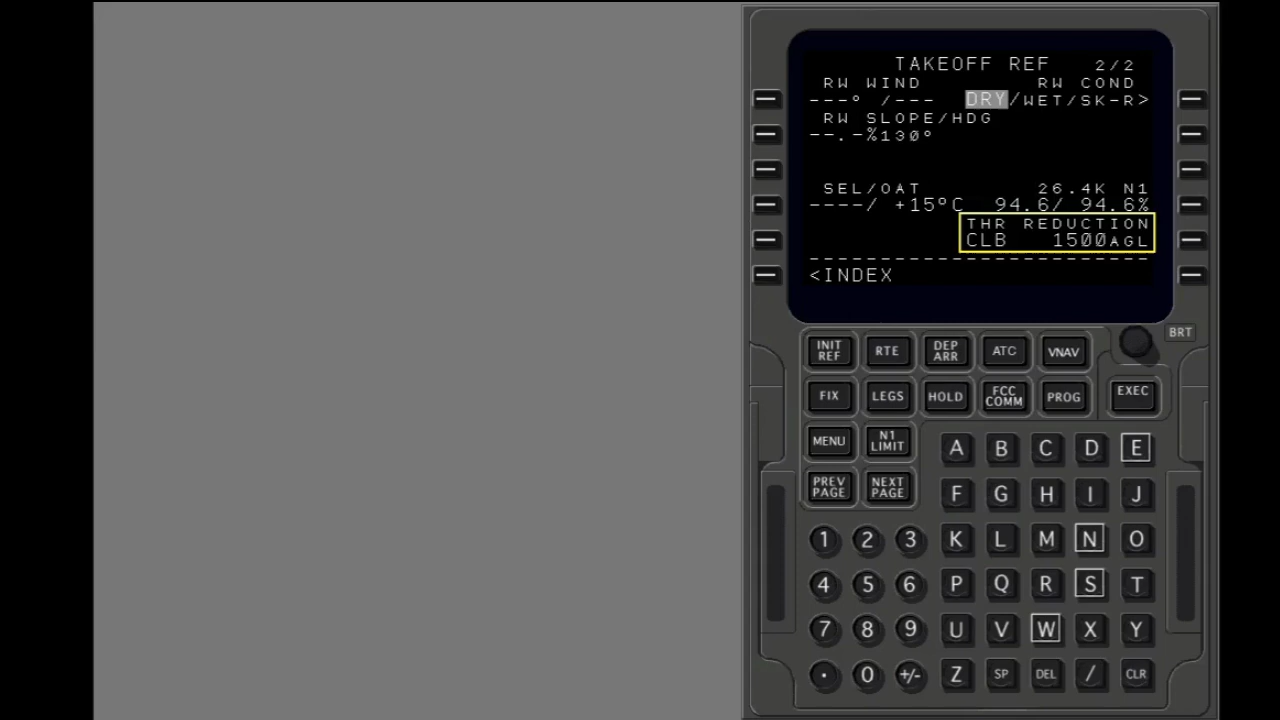 TAKEOFF REF 2/2
RW WIND RW COND
---° /--- DRY/WET/SK-R>
RW SLOPE/HDG
--.-%130°
SEL/OAT 26.4K N1
----/ +15°C 94.6/ 94.6%
THR REDUCTION
CLB 1500AGL
------------------------
<INDEX
BRT
INIT REF
RTE
DEP ARR
ATC
VNAV
FIX
LEGS
HOLD
FCC COMM
PROG
EXEC
MENU
N1 LIMIT
A B C D E
PREV PAGE
NEXT PAGE
F G H I J
1 2 3 K L M N O
4 5 6 P Q R S T
7 8 9 U V W X Y
. 0 +/- Z SP DEL / CLR